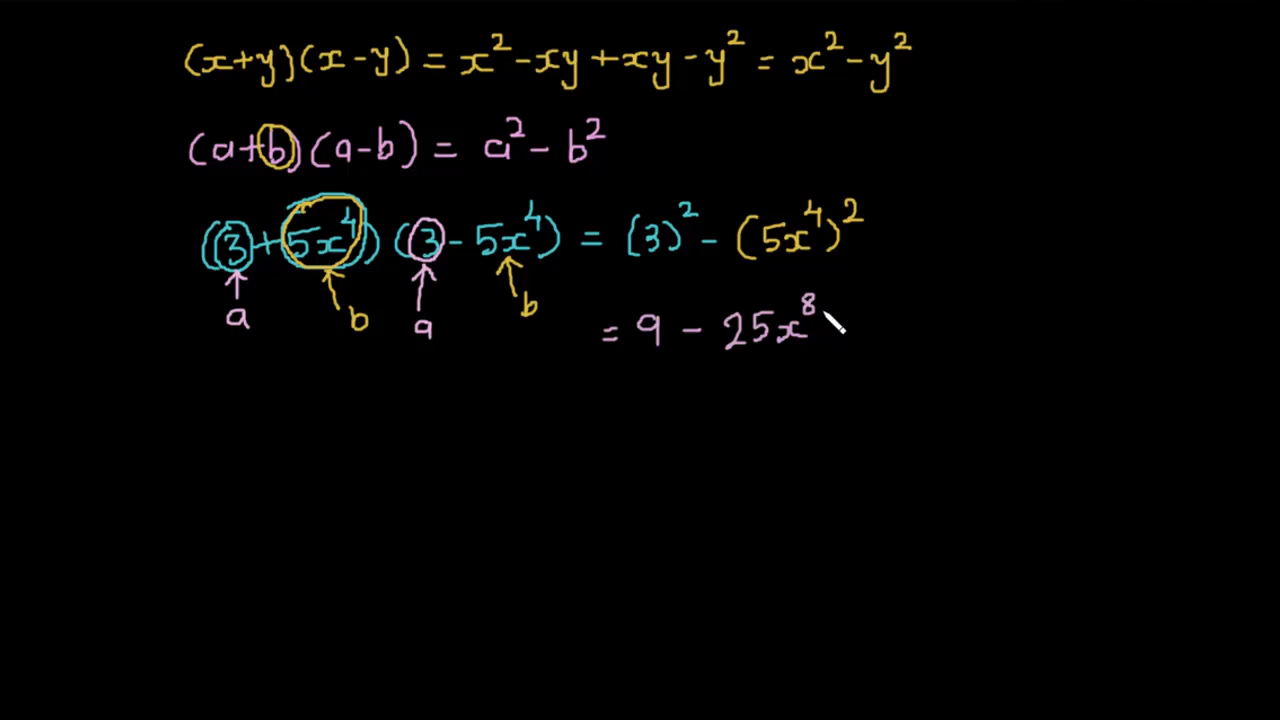 (x+y)(x-y) = x² - xy + xy - y² = x² - y²
(a+b)(a-b) = a² - b²
(3+5x⁴) (3-5x⁴) = (3)² - (5x⁴)²
a b a b
= 9 - 25x⁸